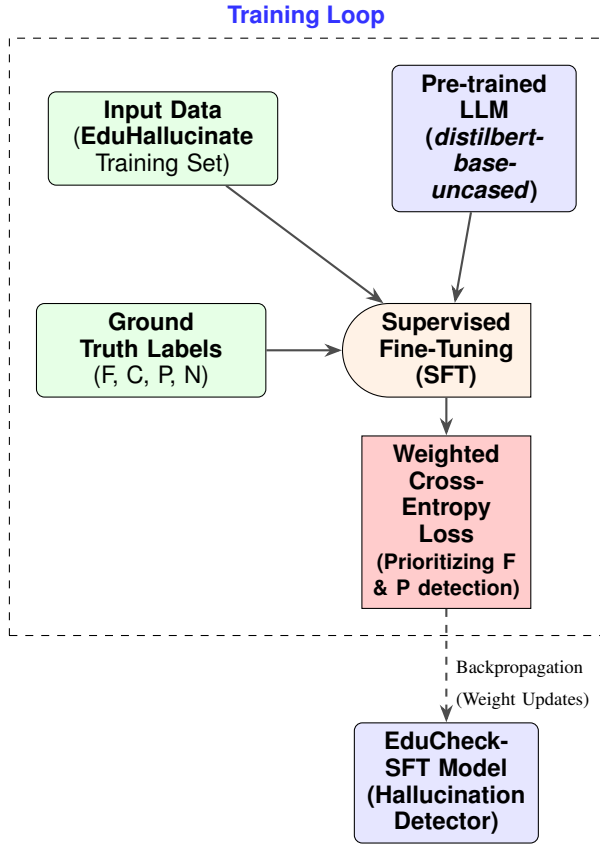 Training Loop
Input Data
(EduHallucinate
Training Set)
Pre-trained
LLM
(distilbert-
base-
uncased)
Ground
Truth Labels
(F, C, P, N)
Supervised
Fine-Tuning
(SFT)
Weighted
Cross-
Entropy
Loss
(Prioritizing F
& P detection)
Backpropagation
(Weight Updates)
EduCheck-
SFT Model
(Hallucination
Detector)